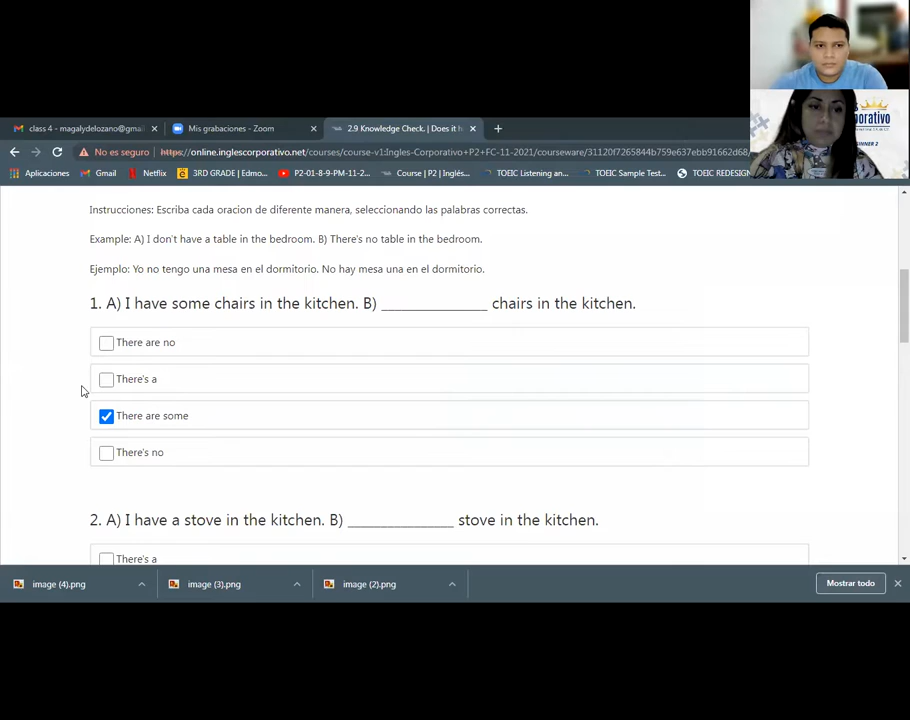 class 4 - magalydelozano@gma
Mis grabaciones - Zoom
2.9 Knowledge Check. | Does it h
No es seguro
https://online.inglescorporativo.net/courses/course-v1:Ingles-Corporativo+P2+FC-11-2021/courseware/31120f7265844b759e637ebb91662d68
Aplicaciones
Gmail
Netflix
3RD GRADE | Edmo...
P2-01-8-9-PM-11-2...
Course | P2 | Inglés...
TOEIC Listening an...
TOEIC Sample Test...
TOEIC REDESIGN
Instrucciones: Escriba cada oracion de diferente manera, seleccionando las palabras correctas.
Example: A) I don't have a table in the bedroom. B) There's no table in the bedroom.
Ejemplo: Yo no tengo una mesa en el dormitorio. No hay mesa una en el dormitorio.
1. A) I have some chairs in the kitchen. B) ________________ chairs in the kitchen.
There are no
There's a
There are some
There's no
2. A) I have a stove in the kitchen. B) ________________ stove in the kitchen.
There's a
image (4).png
image (3).png
image (2).png
Mostrar todo